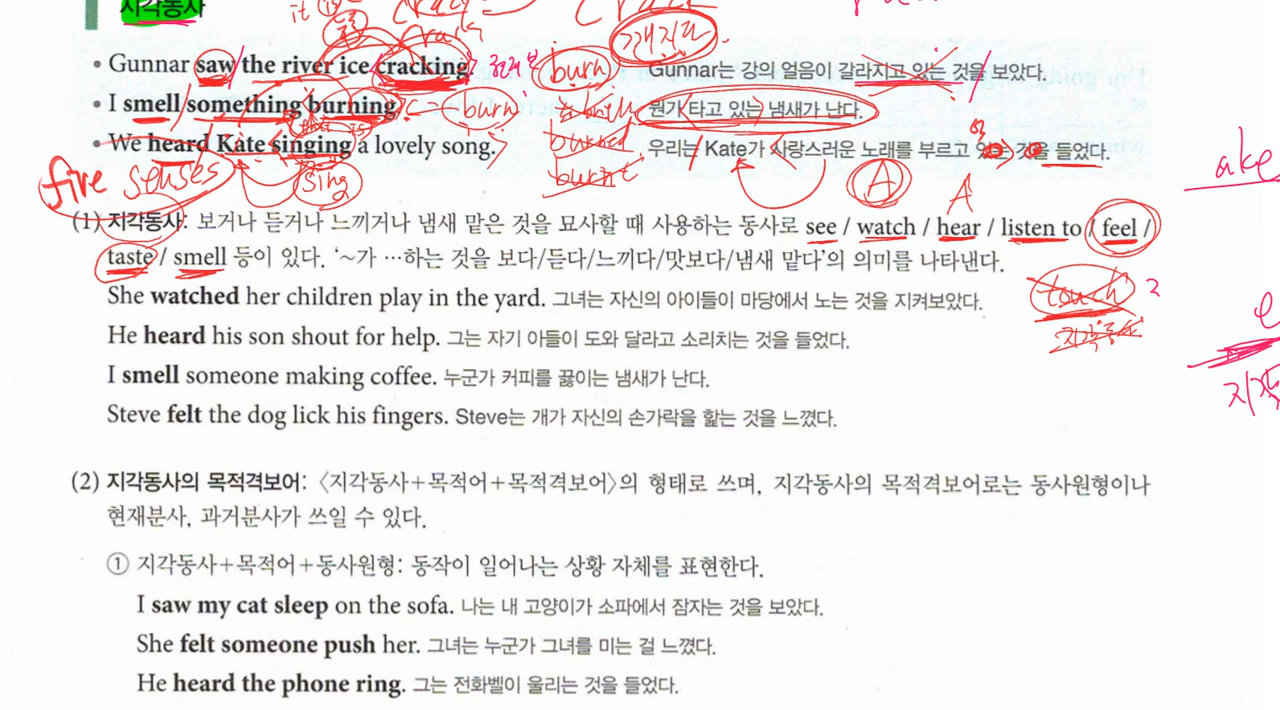 지각동사
it is
crack
깨지다
• Gunnar saw the river ice cracking. burn Gunnar는 강의 얼음이 갈라지고 있는 것을 보았다.
• I smell something burning. burn 뭔가 타고 있는 냄새가 난다.
burned
• We heard Kate singing a lovely song. 우리는 Kate가 사랑스러운 노래를 부르고 있는 것을 들었다.
burnt
ake
five senses sing A A
(1) 지각동사: 보거나 듣거나 느끼거나 냄새 맡은 것을 묘사할 때 사용하는 동사로 see / watch / hear / listen to / feel /
taste / smell 등이 있다. ‘~가 …하는 것을 보다/듣다/느끼다/맛보다/냄새 맡다’의 의미를 나타낸다.
She watched her children play in the yard. 그녀는 자신의 아이들이 마당에서 노는 것을 지켜보았다.
touch
He heard his son shout for help. 그는 자기 아들이 도와 달라고 소리치는 것을 들었다.
지각동사
I smell someone making coffee. 누군가 커피를 끓이는 냄새가 난다.
Steve felt the dog lick his fingers. Steve는 개가 자신의 손가락을 핥는 것을 느꼈다.
(2) 지각동사의 목적격보어: 〈지각동사+목적어+목적격보어〉의 형태로 쓰며, 지각동사의 목적격보어로는 동사원형이나
현재분사, 과거분사가 쓰일 수 있다.
① 지각동사+목적어+동사원형: 동작이 일어나는 상황 자체를 표현한다.
I saw my cat sleep on the sofa. 나는 내 고양이가 소파에서 잠자는 것을 보았다.
She felt someone push her. 그녀는 누군가 그녀를 미는 걸 느꼈다.
He heard the phone ring. 그는 전화벨이 울리는 것을 들었다.